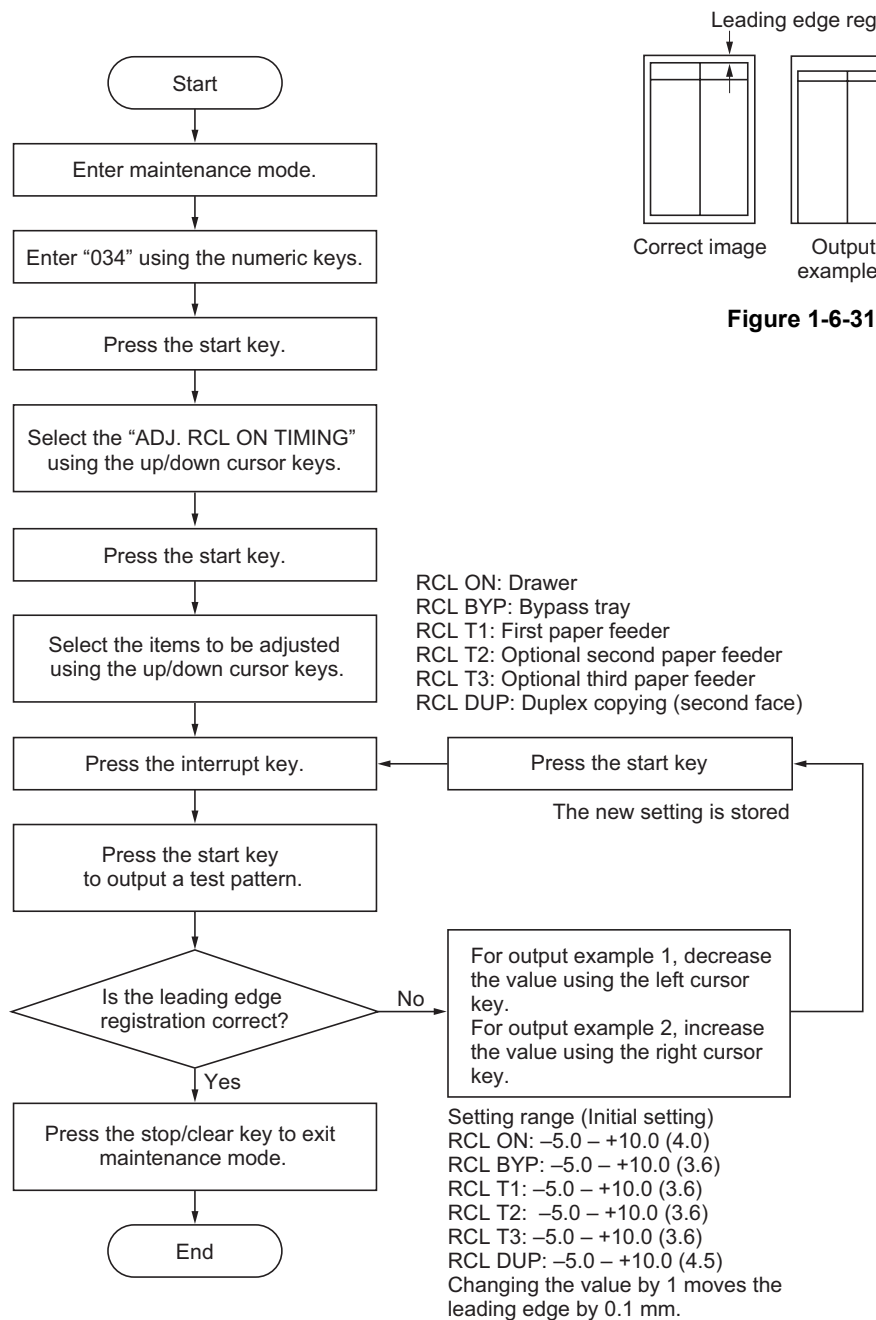 Leading edge reg
Start
Enter maintenance mode.
Enter “034” using the numeric keys.
Correct image
Output
example
Figure 1-6-31
Press the start key.
Select the “ADJ. RCL ON TIMING”
using the up/down cursor keys.
Press the start key.
Select the items to be adjusted
using the up/down cursor keys.
RCL ON: Drawer
RCL BYP: Bypass tray
RCL T1: First paper feeder
RCL T2: Optional second paper feeder
RCL T3: Optional third paper feeder
RCL DUP: Duplex copying (second face)
Press the interrupt key.
Press the start key
The new setting is stored
Press the start key
to output a test pattern.
Is the leading edge
registration correct?
No
Yes
For output example 1, decrease
the value using the left cursor
key.
For output example 2, increase
the value using the right cursor
key.
Setting range (Initial setting)
RCL ON: –5.0 – +10.0 (4.0)
RCL BYP: –5.0 – +10.0 (3.6)
RCL T1: –5.0 – +10.0 (3.6)
RCL T2: –5.0 – +10.0 (3.6)
RCL T3: –5.0 – +10.0 (3.6)
RCL DUP: –5.0 – +10.0 (4.5)
Changing the value by 1 moves the
leading edge by 0.1 mm.
Press the stop/clear key to exit
maintenance mode.
End